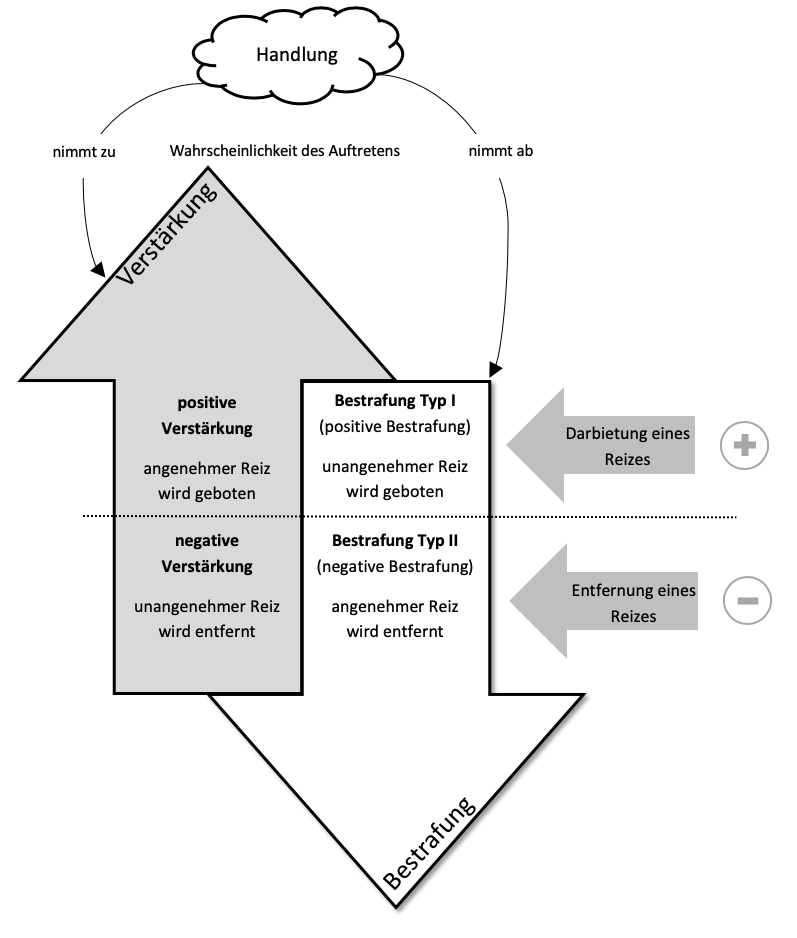 Handlung
nimmt zu
Wahrscheinlichkeit des Auftretens
nimmt ab
Verstärkung
positive
Verstärkung
angenehmer Reiz
wird geboten
Bestrafung Typ I
(positive Bestrafung)
unangenehmer Reiz
wird geboten
Darbietung eines
Reizes
+
negative
Verstärkung
unangenehmer Reiz
wird entfernt
Bestrafung Typ II
(negative Bestrafung)
angenehmer Reiz
wird entfernt
Entfernung eines
Reizes
−
Bestrafung